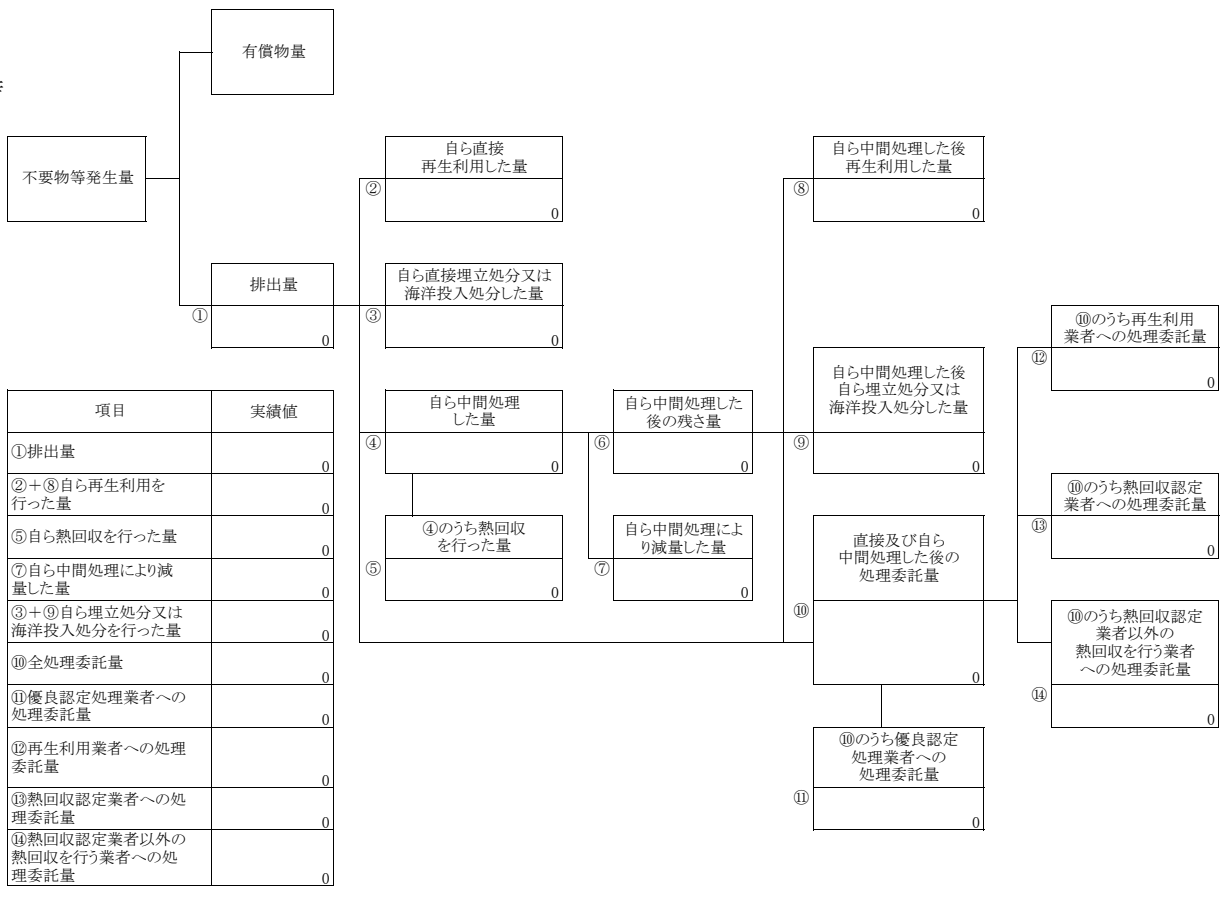 有償物量
不要物等発生量
排出量
①
0
自ら直接
再生利用した量
②
0
自ら直接埋立処分又は
海洋投入処分した量
③
0
自ら中間処理
した量
④
0
④のうち熱回収
を行った量
⑤
0
自ら中間処理した
後の残さ量
⑥
0
自ら中間処理によ
り減量した量
⑦
0
自ら中間処理した後
再生利用した量
⑧
0
自ら中間処理した後
自ら埋立処分又は
海洋投入処分した量
⑨
0
直接及び自ら
中間処理した後の
処理委託量
⑩
0
⑩のうち優良認定
処理業者への
処理委託量
⑪
0
⑩のうち再生利用
業者への処理委託量
⑫
0
⑩のうち熱回収認定
業者への処理委託量
⑬
0
⑩のうち熱回収認定
業者以外の
熱回収を行う業者
への処理委託量
⑭
0
項目 実績値
①排出量
0
②+⑧自ら再生利用を
行った量
0
⑤自ら熱回収を行った量
0
⑦自ら中間処理により減
量した量
0
③+⑨自ら埋立処分又は
海洋投入処分を行った量
0
⑩全処理委託量
0
⑪優良認定処理業者への
処理委託量
0
⑫再生利用業者への処理
委託量
0
⑬熱回収認定業者への処
理委託量
0
⑭熱回収認定業者以外の
熱回収を行う業者への処
理委託量
0